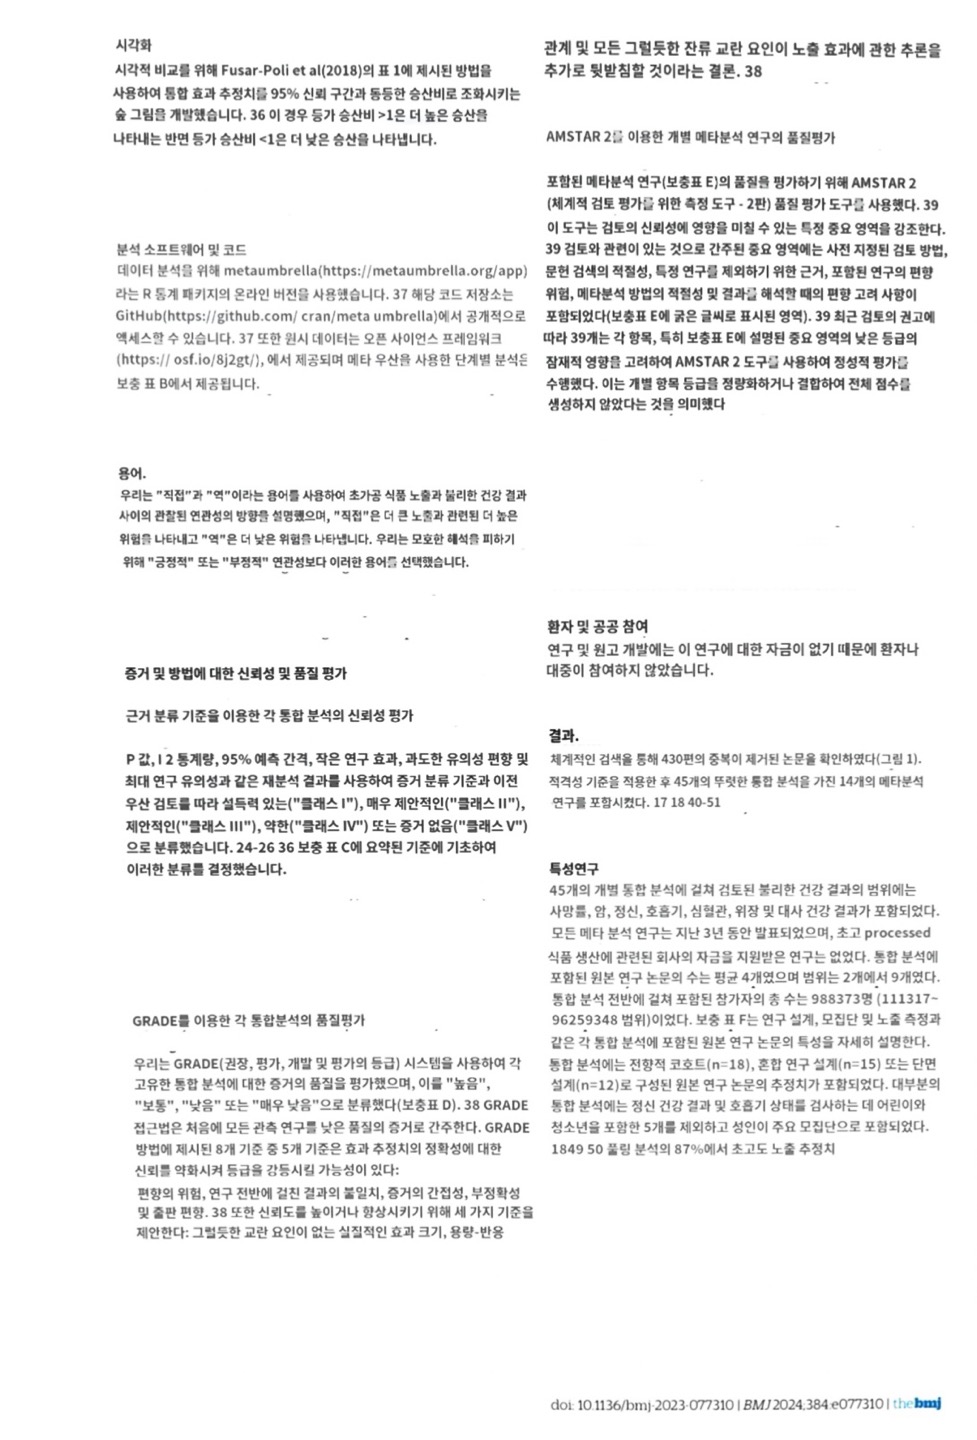 시각화
시각적 비교를 위해 Fusar-Poli et al(2018)의 표 1에 제시된 방법을
사용하여 통합 효과 추정치를 95% 신뢰 구간과 동등한 승산비로 조화시키는
숲 그림을 개발했습니다. 36 이 경우 등가 승산비 >1은 더 높은 승산을
나타내는 반면 등가 승산비 <1은 더 낮은 승산을 나타냅니다.
분석 소프트웨어 및 코드
데이터 분석을 위해 metaumbrella(https://metaumbrella.org/app)
라는 R 통계 패키지의 온라인 버전을 사용했습니다. 37 해당 코드 저장소는
GitHub(https://github.com/ cran/meta umbrella)에서 공개적으로
액세스할 수 있습니다. 37 또한 원시 데이터는 오픈 사이언스 프레임워크
(https:// osf.io/8j2gt/), 에서 제공되며 메타 우산을 사용한 단계별 분석은
보충 표 B에서 제공됩니다.
용어.
우리는 "직접"과 "역"이라는 용어를 사용하여 초가공 식품 노출과 불리한 건강 결과
사이의 관찰된 연관성의 방향을 설명했으며, "직접"은 더 큰 노출과 관련된 더 높은
위험을 나타내고 "역"은 더 낮은 위험을 나타냅니다. 우리는 모호한 해석을 피하기
위해 "긍정적" 또는 "부정적" 연관성보다 이러한 용어를 선택했습니다.
증거 및 방법에 대한 신뢰성 및 품질 평가
근거 분류 기준을 이용한 각 통합 분석의 신뢰성 평가
P 값, I 2 통계량, 95% 예측 간격, 작은 연구 효과, 과도한 유의성 편향 및
최대 연구 유의성과 같은 재분석 결과를 사용하여 증거 분류 기준과 이전
우산 검토를 따라 설득력 있는("클래스 I"), 매우 제안적인("클래스 II"),
제안적인("클래스 III"), 약한("클래스 IV") 또는 증거 없음("클래스 V")
으로 분류했습니다. 24-26 36 보충 표 C에 요약된 기준에 기초하여
이러한 분류를 결정했습니다.
GRADE를 이용한 각 통합분석의 품질평가
우리는 GRADE(권장, 평가, 개발 및 평가의 등급) 시스템을 사용하여 각
고유한 통합 분석에 대한 증거의 품질을 평가했으며, 이를 "높음",
"보통", "낮음" 또는 "매우 낮음"으로 분류했다(보충표 D). 38 GRADE
접근법은 처음에 모든 관측 연구를 낮은 품질의 증거로 간주한다. GRADE
방법에 제시된 8개 기준 중 5개 기준은 효과 추정치의 정확성에 대한
신뢰를 약화시켜 등급을 강등시킬 가능성이 있다:
편향의 위험, 연구 전반에 걸친 결과의 불일치, 증거의 간접성, 부정확성
및 출판 편향. 38 또한 신뢰도를 높이거나 향상시키기 위해 세 가지 기준을
제안한다: 그럴듯한 교란 요인이 없는 실질적인 효과 크기, 용량-반응
관계 및 모든 그럴듯한 잔류 교란 요인이 노출 효과에 관한 추론을
추가로 뒷받침할 것이라는 결론. 38
AMSTAR 2를 이용한 개별 메타분석 연구의 품질평가
포함된 메타분석 연구(보충표 E)의 품질을 평가하기 위해 AMSTAR 2
(체계적 검토 평가를 위한 측정 도구 - 2판) 품질 평가 도구를 사용했다. 39
이 도구는 검토의 신뢰성에 영향을 미칠 수 있는 특정 중요 영역을 강조한다.
39 검토와 관련이 있는 것으로 간주된 중요 영역에는 사전 지정된 검토 방법,
문헌 검색의 적절성, 특정 연구를 제외하기 위한 근거, 포함된 연구의 편향
위험, 메타분석 방법의 적절성 및 결과를 해석할 때의 편향 고려 사항이
포함되었다(보충표 E에 굵은 글씨로 표시된 영역). 39 최근 검토의 권고에
따라 39개는 각 항목, 특히 보충표 E에 설명된 중요 영역의 낮은 등급의
잠재적 영향을 고려하여 AMSTAR 2 도구를 사용하여 정성적 평가를
수행했다. 이는 개별 항목 등급을 정량화하거나 결합하여 전체 점수를
생성하지 않았다는 것을 의미했다
환자 및 공공 참여
연구 및 원고 개발에는 이 연구에 대한 자금이 없기 때문에 환자나
대중이 참여하지 않았습니다.
결과.
체계적인 검색을 통해 430편의 중복이 제거된 논문을 확인하였다(그림 1).
적격성 기준을 적용한 후 45개의 뚜렷한 통합 분석을 가진 14개의 메타분석
연구를 포함시켰다. 17 18 40-51
특성연구
45개의 개별 통합 분석에 걸쳐 검토된 불리한 건강 결과의 범위에는
사망률, 암, 정신, 호흡기, 심혈관, 위장 및 대사 건강 결과가 포함되었다.
모든 메타 분석 연구는 지난 3년 동안 발표되었으며, 초고 processed
식품 생산에 관련된 회사의 자금을 지원받은 연구는 없었다. 통합 분석에
포함된 원본 연구 논문의 수는 평균 4개였으며 범위는 2개에서 9개였다.
통합 분석 전반에 걸쳐 포함된 참가자의 총 수는 988373명 (111317~
96259348 범위)이었다. 보충 표 F는 연구 설계, 모집단 및 노출 측정과
같은 각 통합 분석에 포함된 원본 연구 논문의 특성을 자세히 설명한다.
통합 분석에는 전향적 코호트(n=18), 혼합 연구 설계(n=15) 또는 단면
설계(n=12)로 구성된 원본 연구 논문의 추정치가 포함되었다. 대부분의
통합 분석에는 정신 건강 결과 및 호흡기 상태를 검사하는 데 어린이와
청소년을 포함한 5개를 제외하고 성인이 주요 모집단으로 포함되었다.
1849 50 풀링 분석의 87%에서 초고도 노출 추정치
doi: 10.1136/bmj-2023-077310 | BMJ 2024;384:e077310 | thebmj